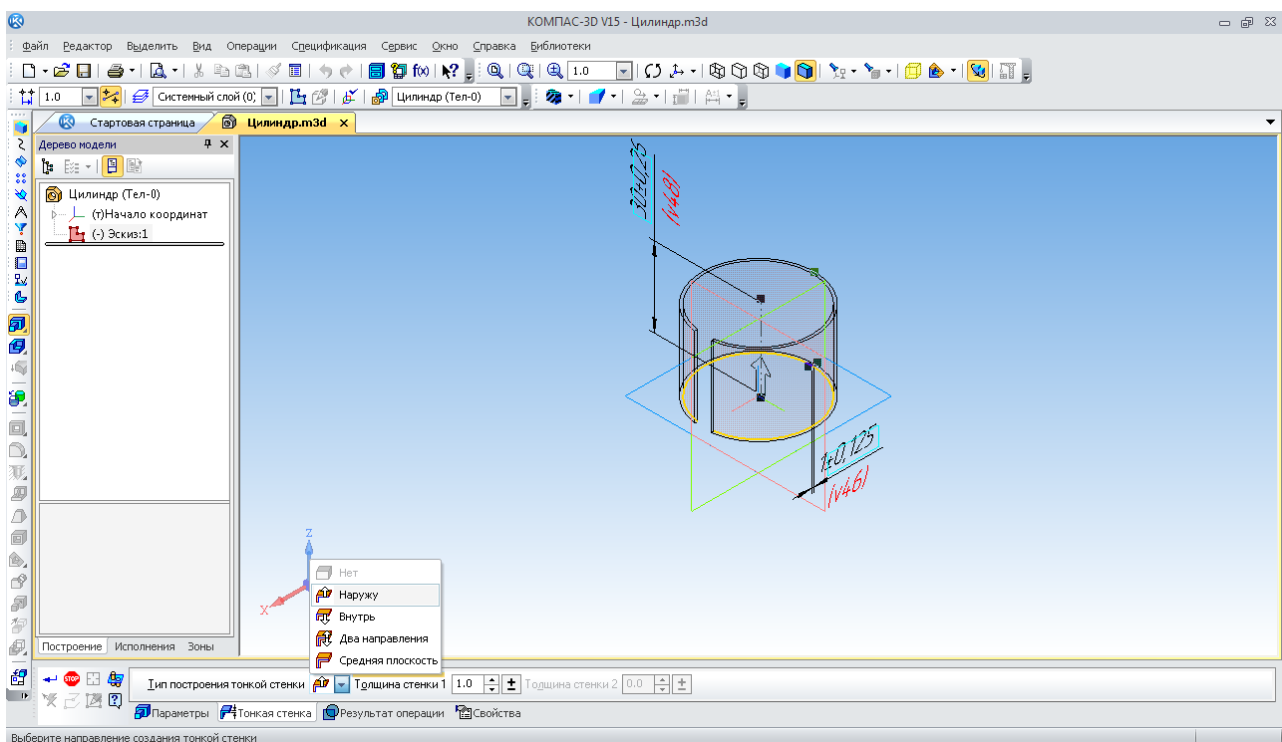 КОМПАС-3D V15 - Цилиндр.m3d
Файл Редактор Выделить Вид Операции Спецификация Сервис Окно Справка Библиотеки
1.0
1.0 Системный слой (0; Цилиндр (Тел-0)
Стартовая страница Цилиндр.m3d
Дерево модели
Цилиндр (Тел-0)
(т)Начало координат
(-) Эскиз:1
30±0,25
(v48)
1±0,125
(v46)
Z
X
Нет
Наружу
Внутрь
Два направления
Средняя плоскость
Построение Исполнения Зоны
STOP Тип построения тонкой стенки Толщина стенки 1 1.0 Толщина стенки 2 0.0
Параметры Тонкая стенка Результат операции Свойства
Выберите направление создания тонкой стенки